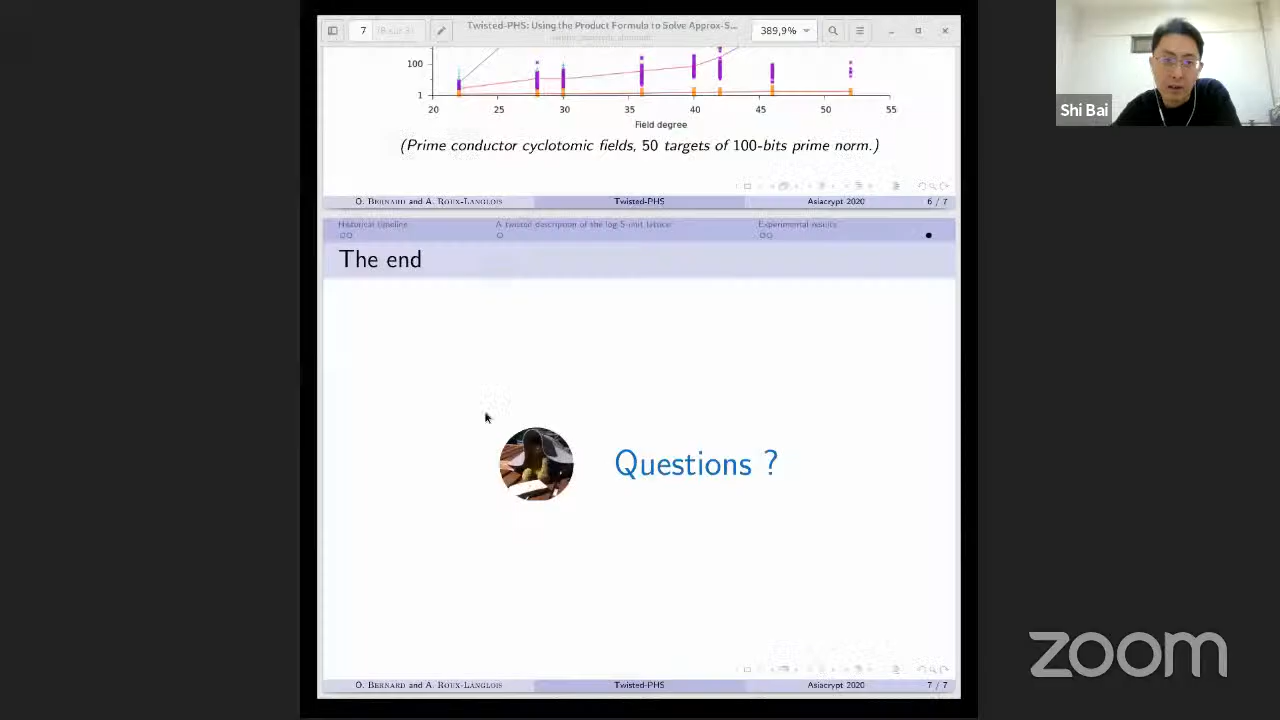 7 (8 sur 8)
Twisted-PHS: Using the Product Formula to Solve Approx-S...
389,9%
100
1
20 25 30 35 40 45 50 55
Field degree
(Prime conductor cyclotomic fields, 50 targets of 100-bits prime norm.)
O. Bernard and A. Roux-Langlois Twisted-PHS Asiacrypt 2020 6 / 7
Historical timeline A twisted description of the log-S-unit lattice Experimental results
The end
Questions ?
O. Bernard and A. Roux-Langlois Twisted-PHS Asiacrypt 2020 7 / 7
Shi Bai
zoom